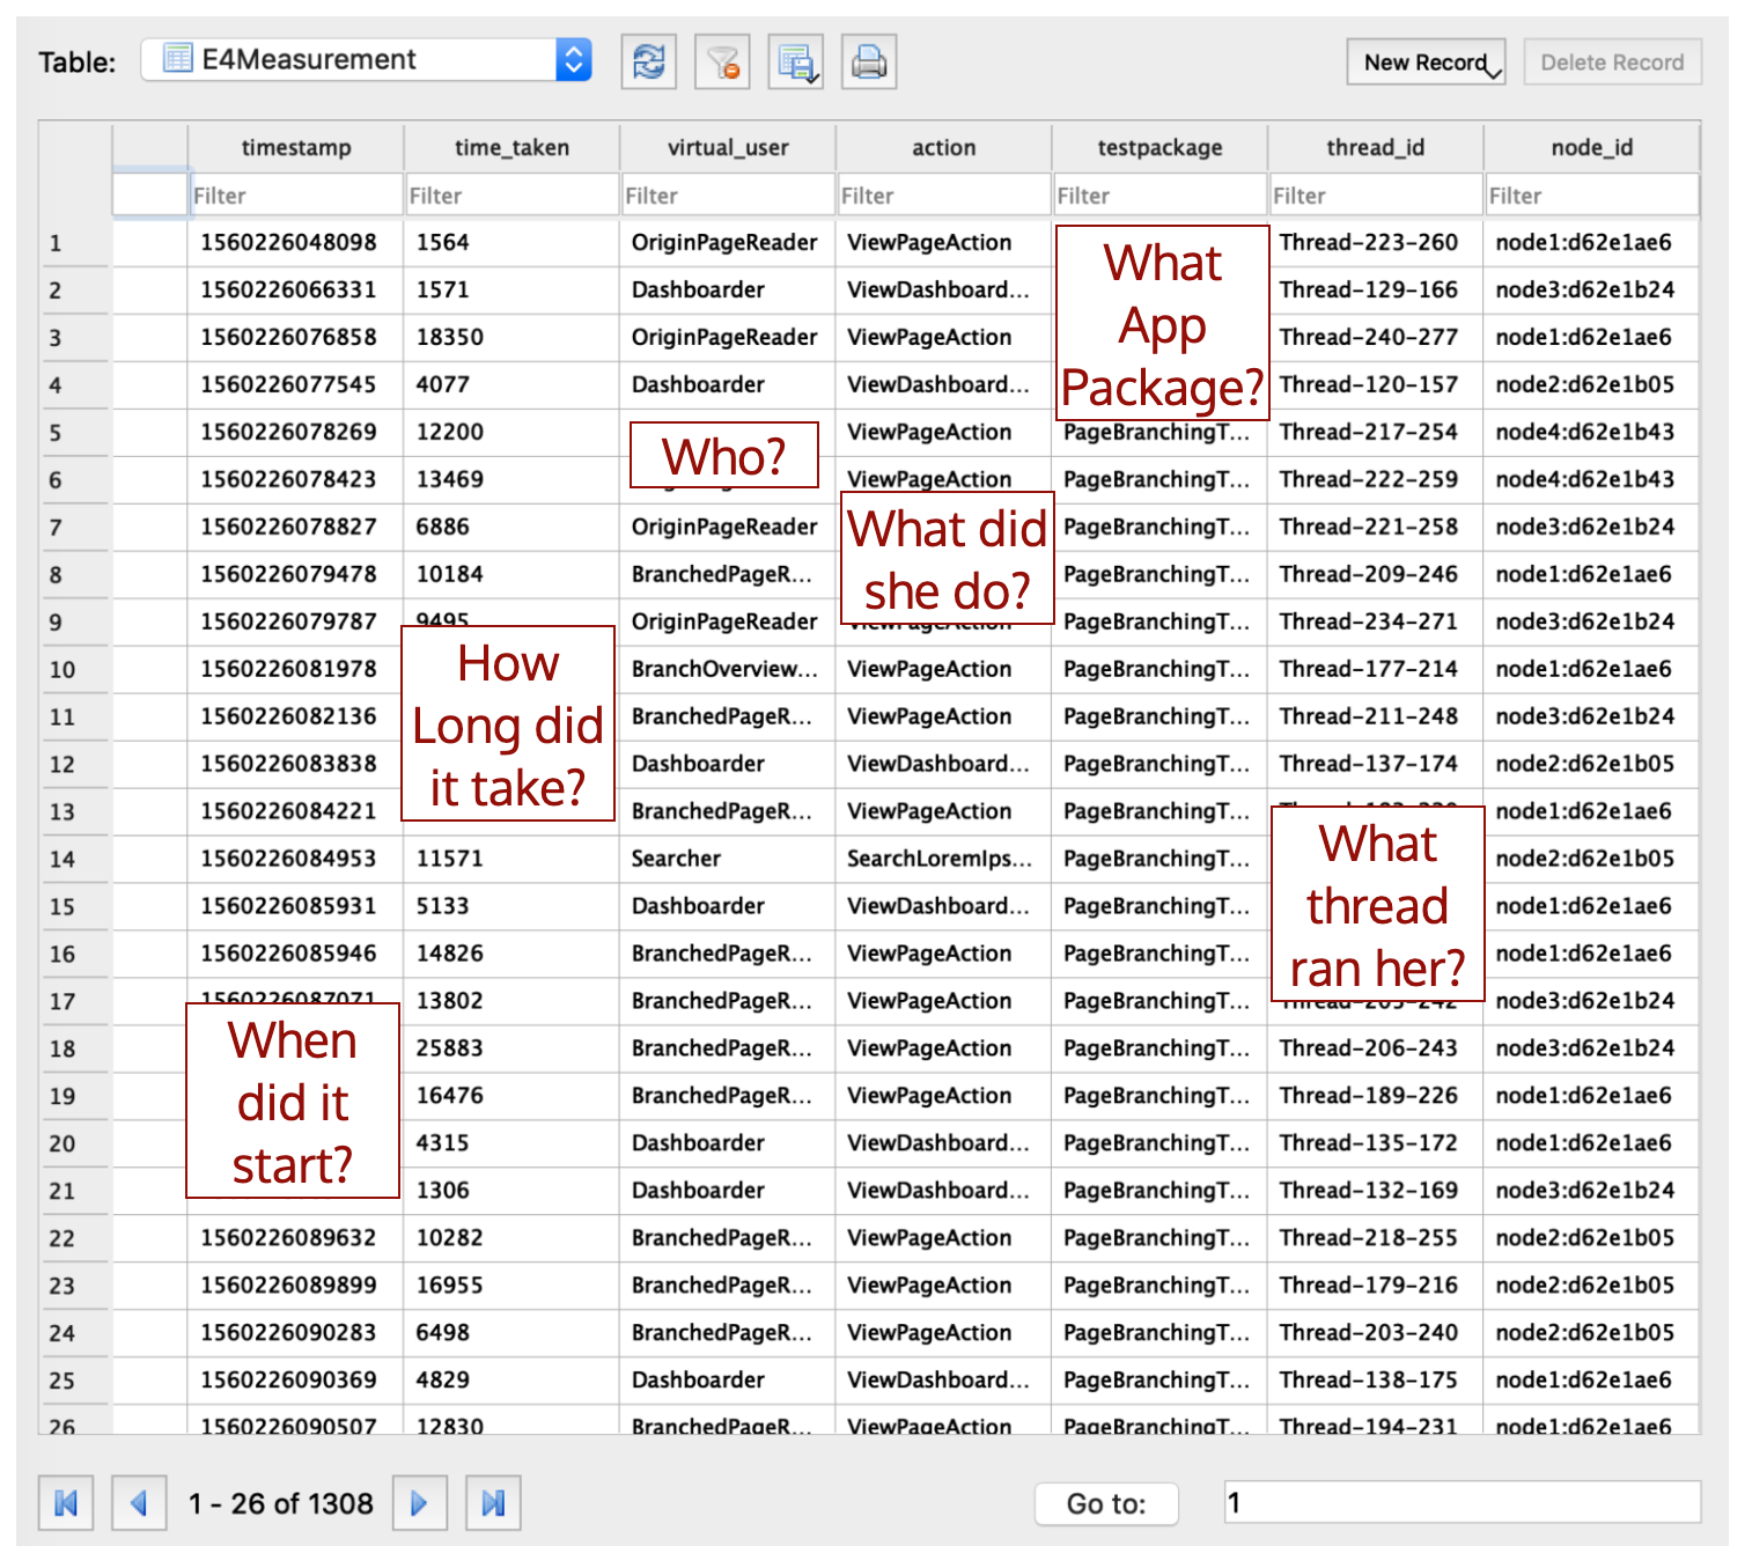 Table: E4Measurement New Record Delete Record
timestamp time_taken virtual_user action testpackage thread_id node_id
Filter Filter Filter Filter Filter Filter Filter
1 1560226048098 1564 OriginPageReader ViewPageAction Thread-223-260 node1:d62e1ae6
2 1560226066331 1571 Dashboarder ViewDashboard... Thread-129-166 node3:d62e1b24
3 1560226076858 18350 OriginPageReader ViewPageAction Thread-240-277 node1:d62e1ae6
4 1560226077545 4077 Dashboarder ViewDashboard... Thread-120-157 node2:d62e1b05
What
App
Package?
5 1560226078269 12200 ViewPageAction PageBranchingT... Thread-217-254 node4:d62e1b43
Who?
6 1560226078423 13469 ViewPageAction PageBranchingT... Thread-222-259 node4:d62e1b43
7 1560226078827 6886 OriginPageReader PageBranchingT... Thread-221-258 node3:d62e1b24
8 1560226079478 10184 BranchedPageR... PageBranchingT... Thread-209-246 node1:d62e1ae6
What did
she do?
9 1560226079787 9495 OriginPageReader ViewPageAction PageBranchingT... Thread-234-271 node3:d62e1b24
10 1560226081978 BranchOverview... ViewPageAction PageBranchingT... Thread-177-214 node1:d62e1ae6
11 1560226082136 BranchedPageR... ViewPageAction PageBranchingT... Thread-211-248 node3:d62e1b24
12 1560226083838 Dashboarder ViewDashboard... PageBranchingT... Thread-137-174 node2:d62e1b05
How
Long did
it take?
13 1560226084221 BranchedPageR... ViewPageAction PageBranchingT... node1:d62e1ae6
14 1560226084953 11571 Searcher SearchLoremIps... PageBranchingT... node2:d62e1b05
15 1560226085931 5133 Dashboarder ViewDashboard... PageBranchingT... node1:d62e1ae6
16 1560226085946 14826 BranchedPageR... ViewPageAction PageBranchingT... node1:d62e1ae6
What
thread
ran her?
17 1560226087071 13802 BranchedPageR... ViewPageAction PageBranchingT... node3:d62e1b24
18 25883 BranchedPageR... ViewPageAction PageBranchingT... Thread-206-243 node3:d62e1b24
19 16476 BranchedPageR... ViewPageAction PageBranchingT... Thread-189-226 node1:d62e1ae6
20 4315 Dashboarder ViewDashboard... PageBranchingT... Thread-135-172 node1:d62e1ae6
21 1306 Dashboarder ViewDashboard... PageBranchingT... Thread-132-169 node3:d62e1b24
When
did it
start?
22 1560226089632 10282 BranchedPageR... ViewPageAction PageBranchingT... Thread-218-255 node2:d62e1b05
23 1560226089899 16955 BranchedPageR... ViewPageAction PageBranchingT... Thread-179-216 node2:d62e1b05
24 1560226090283 6498 BranchedPageR... ViewPageAction PageBranchingT... Thread-203-240 node2:d62e1b05
25 1560226090369 4829 Dashboarder ViewDashboard... PageBranchingT... Thread-138-175 node1:d62e1ae6
26 1560226090507 12830 BranchedPageR... ViewPageAction PageBranchingT... Thread-194-231 node1:d62e1ae6
1 - 26 of 1308 Go to: 1